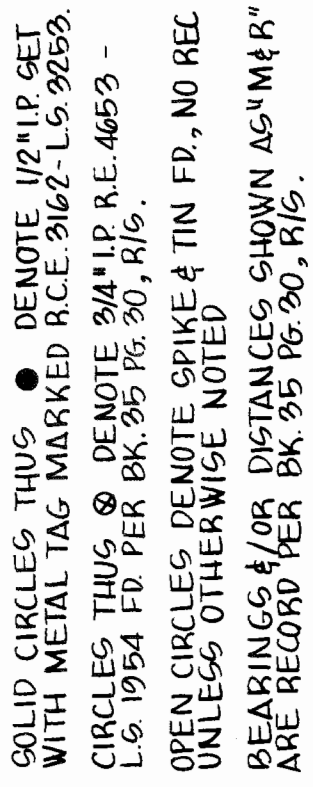 SOLID CIRCLES THUS ● DENOTE 1/2" I.P. SET
WITH METAL TAG MARKED R.C.E. 3162-L.S. 3253.
CIRCLES THUS ⊗ DENOTE 3/4" I.P. R.E. 4653 -
L.S. 1954 FD. PER BK. 35 PG. 30, R/S.
OPEN CIRCLES DENOTE SPIKE & TIN FD., NO REC
UNLESS OTHERWISE NOTED
BEARINGS &/OR DISTANCES SHOWN AS "M & R"
ARE RECORD PER BK. 35 PG. 30, R/S.